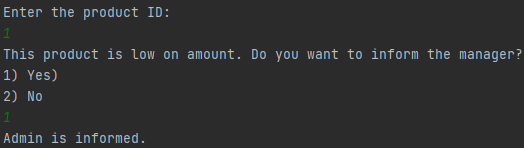 Enter the product ID:
1
This product is low on amount. Do you want to inform the manager?
1) Yes)
2) No
1
Admin is informed.